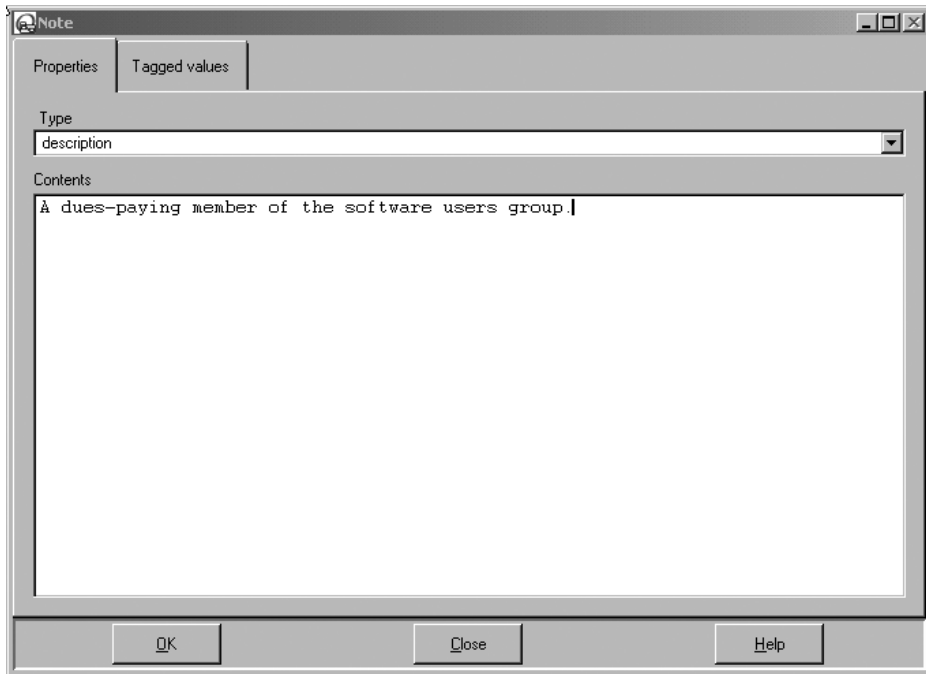 Note
Properties Tagged values
Type
description
Contents
A dues-paying member of the software users group.
OK Close Help